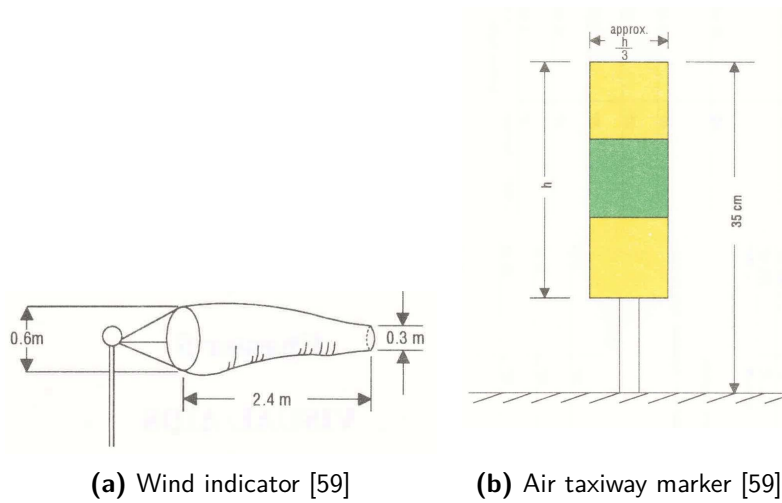 approx.
h
3
h
35 cm
0.6m
0.3 m
2.4 m
(a) Wind indicator [59]
(b) Air taxiway marker [59]